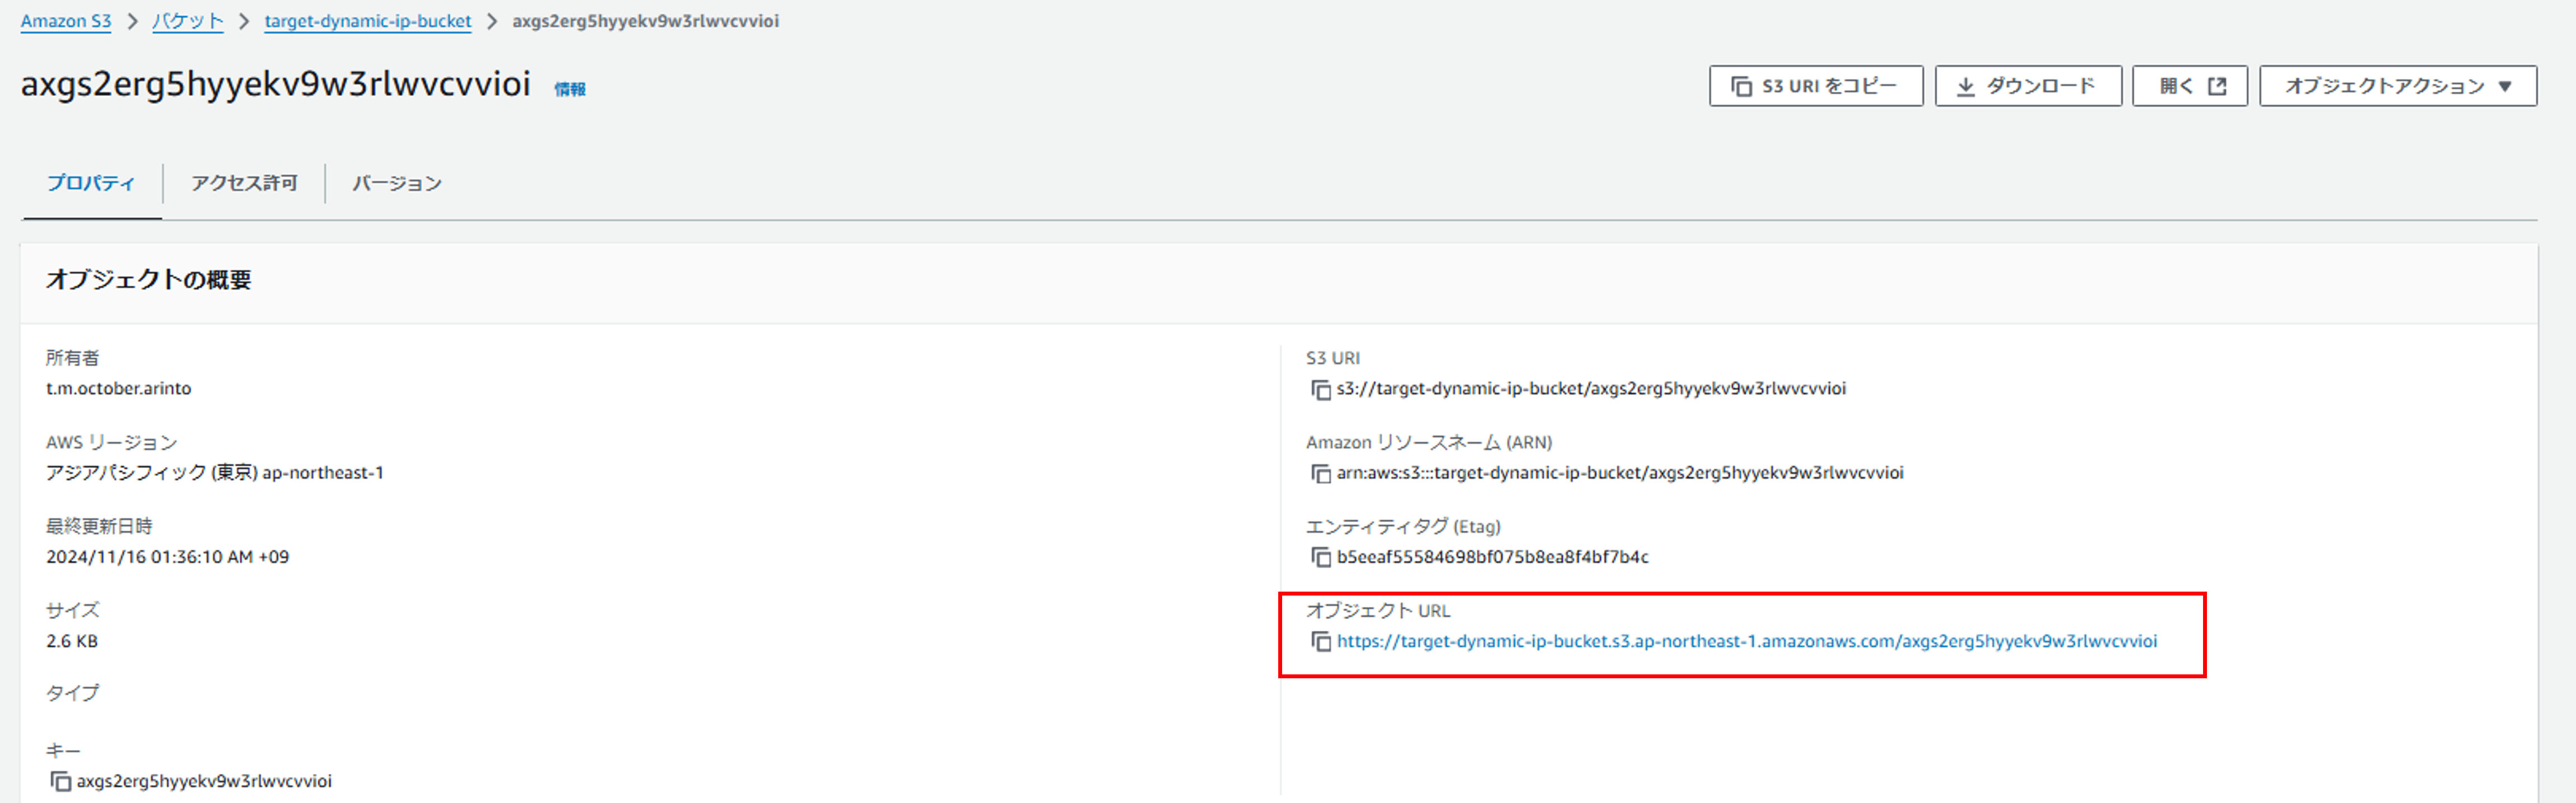 Amazon S3 > バケット > target-dynamic-ip-bucket > axgs2erg5hyyekv9w3rlwvcvvioi
axgs2erg5hyyekv9w3rlwvcvvioi 情報
S3 URI をコピー ダウンロード 開く オブジェクトアクション ▼
プロパティ アクセス許可 バージョン
オブジェクトの概要
所有者
t.m.october.arinto
AWS リージョン
アジアパシフィック (東京) ap-northeast-1
最終更新日時
2024/11/16 01:36:10 AM +09
サイズ
2.6 KB
タイプ
キー
axgs2erg5hyyekv9w3rlwvcvvioi
S3 URI
s3://target-dynamic-ip-bucket/axgs2erg5hyyekv9w3rlwvcvvioi
Amazon リソースネーム (ARN)
arn:aws:s3:::target-dynamic-ip-bucket/axgs2erg5hyyekv9w3rlwvcvvioi
エンティティタグ (Etag)
b5eeaf55584698bf075b8ea8f4bf7b4c
オブジェクト URL
https://target-dynamic-ip-bucket.s3.ap-northeast-1.amazonaws.com/axgs2erg5hyyekv9w3rlwvcvvioi